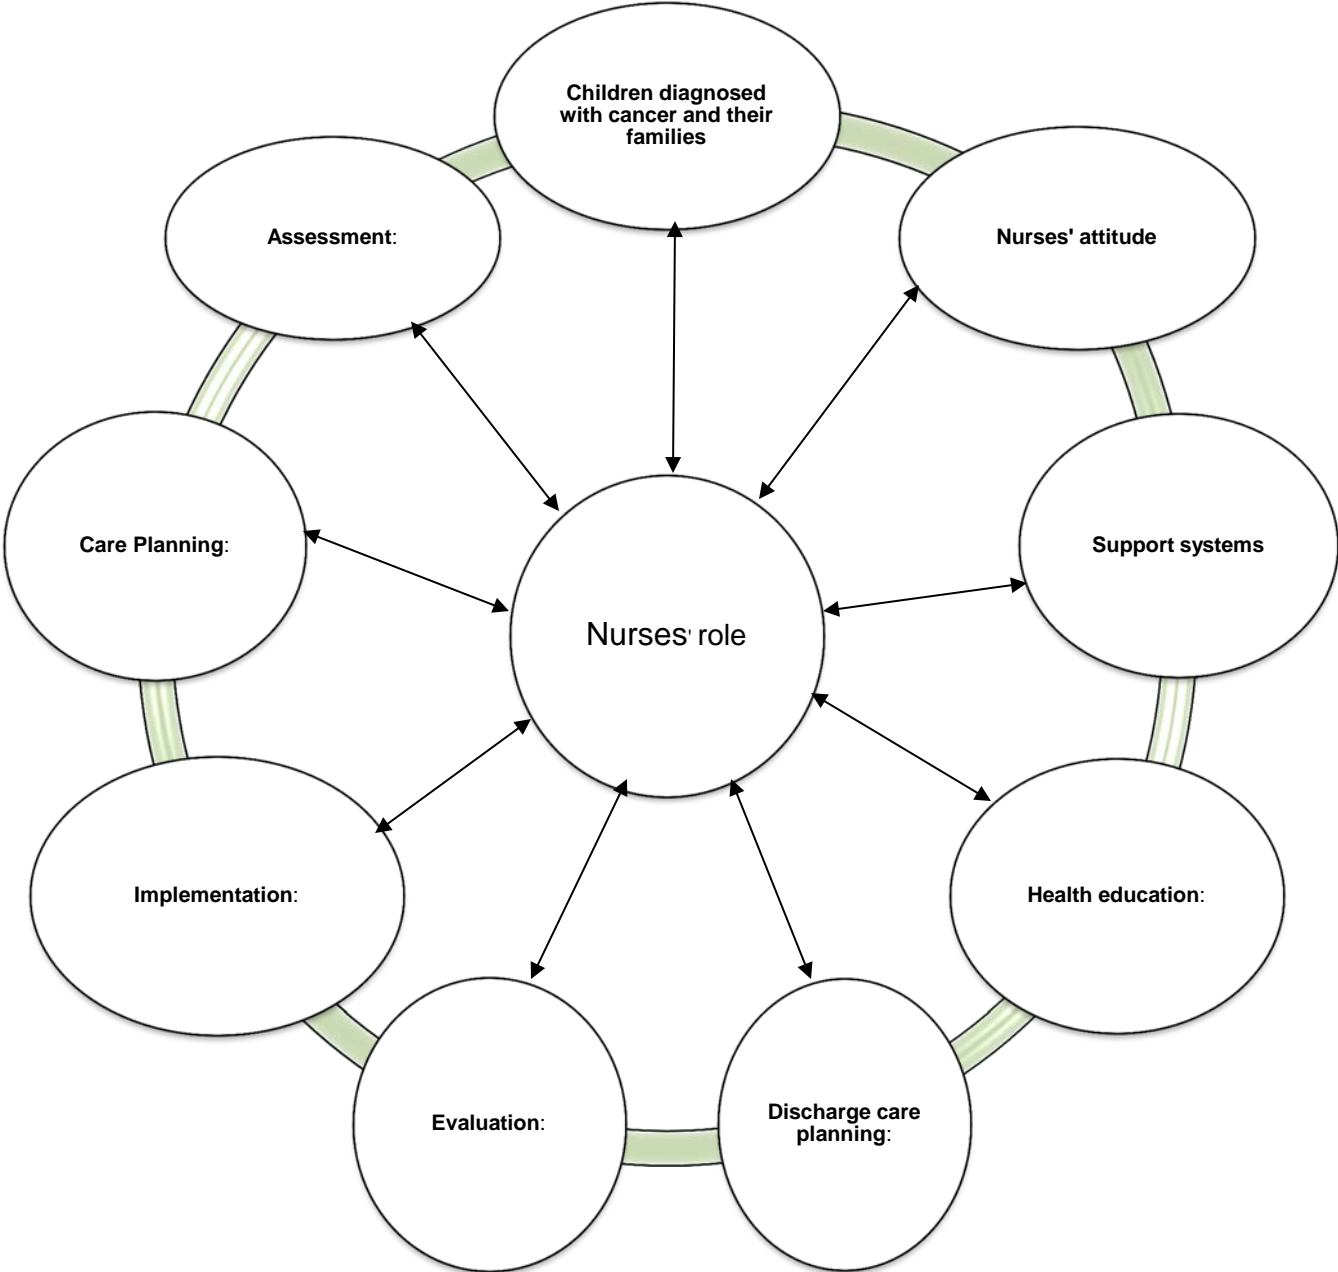 Children diagnosed
with cancer and their
families
Assessment:
Nurses' attitude
Care Planning:
Support systems
Nurses' role
Implementation:
Health education:
Evaluation:
Discharge care
planning: